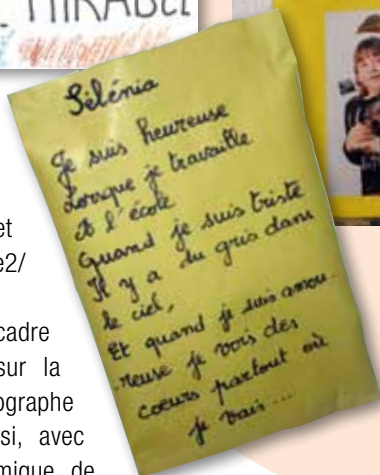 MIRABEL
Sélénia
Je suis heureuse
Lorsque je travaille
A l'école
Quand je suis triste
Il y a du gris dans
le ciel,
Et quand je suis amou-
reuse je vois des
cœurs partout où
je vais...
et
e2/
cadre
sur la
ographe
si, avec
mique de